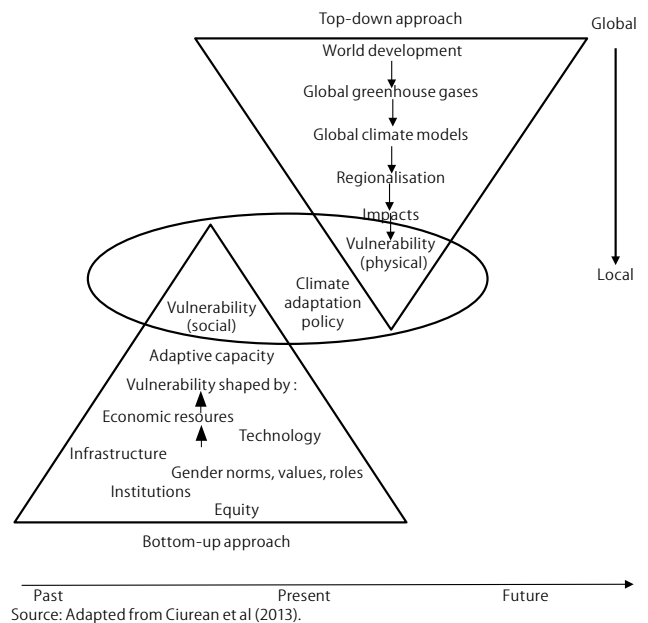 Top-down approach
Global
World development
Global greenhouse gases
Global climate models
Regionalisation
Impacts
Vulnerability
(physical)
Local
Climate
adaptation
policy
Vulnerability
(social)
Adaptive capacity
Vulnerability shaped by :
Economic resoures
Technology
Infrastructure
Gender norms, values, roles
Institutions
Equity
Bottom-up approach
Past Present Future
Source: Adapted from Ciurean et al (2013).